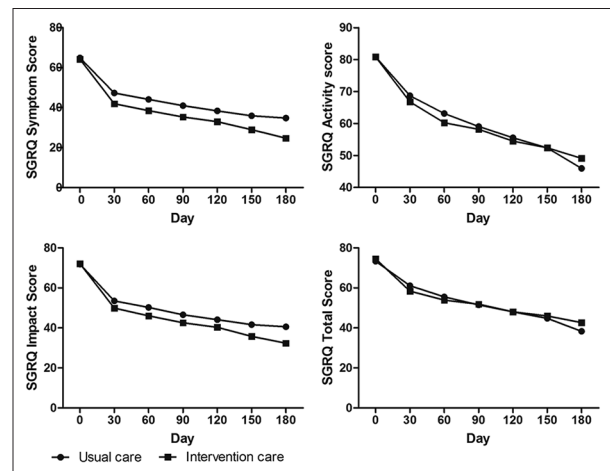 SGRQ Symptom Score
80
60
40
20
0
0 30 60 90 120 150 180
Day
SGRQ Activity score
90
80
70
60
50
40
0 30 60 90 120 150 180
Day
SGRQ Impact Score
80
60
40
20
0
0 30 60 90 120 150 180
Day
SGRQ Total Score
80
60
40
20
0
0 30 60 90 120 150 180
Day
Usual care Intervention care